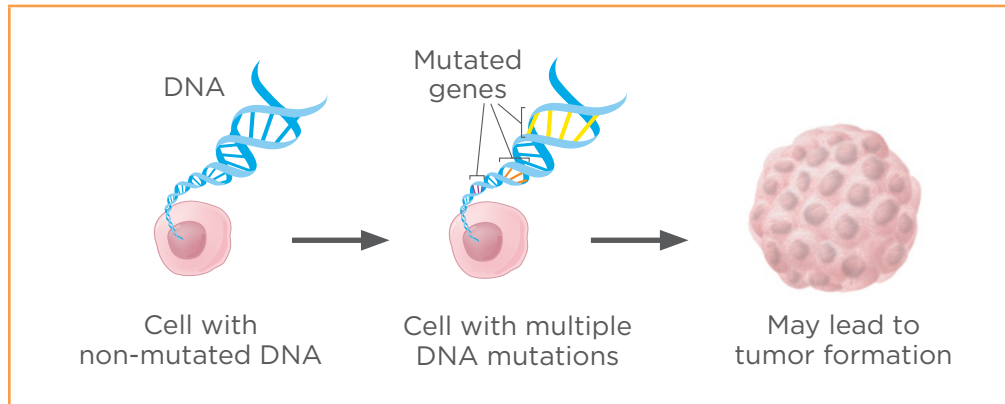 DNA
Mutated
genes
Cell with
non-mutated DNA
Cell with multiple
DNA mutations
May lead to
tumor formation